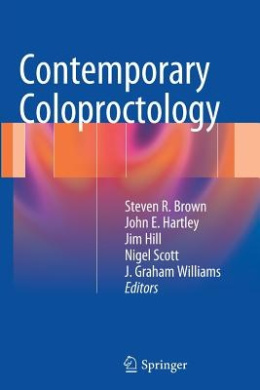 Contemporary
Coloproctology
Steven R. Brown
John E. Hartley
Jim Hill
Nigel Scott
J. Graham Williams
Editors
Springer